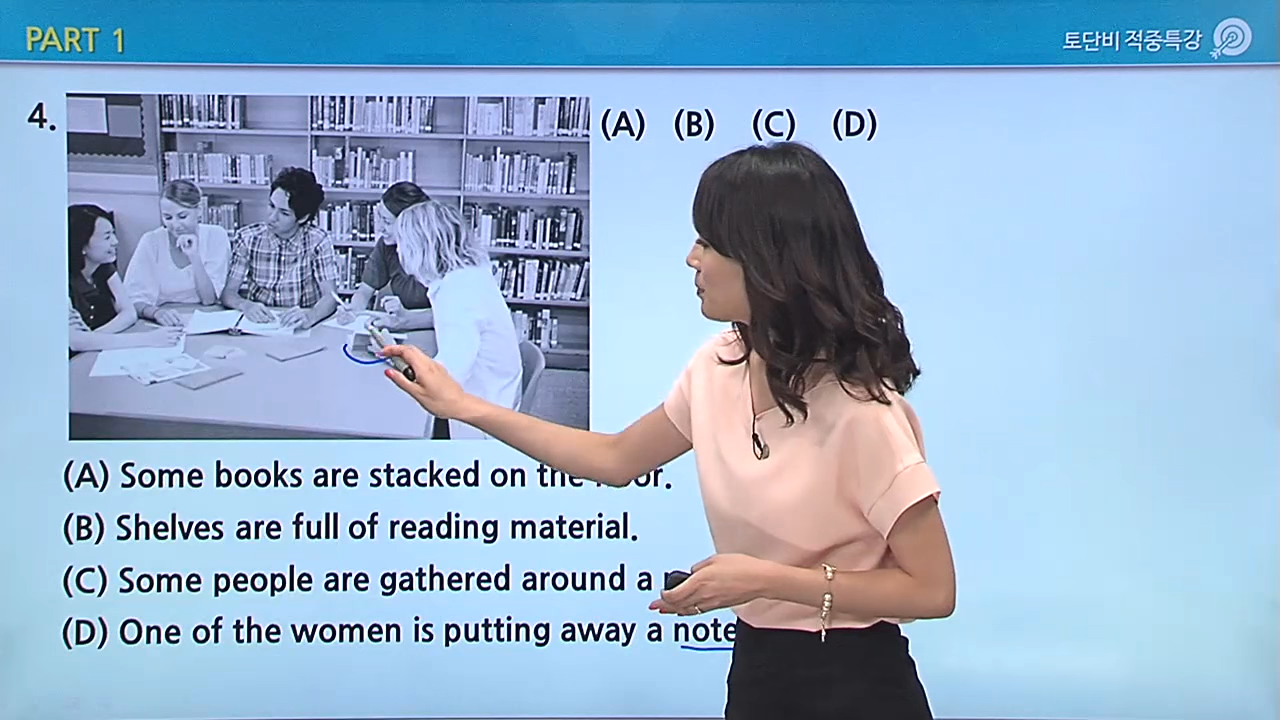 PART 1
토단비 적중특강
4.
(A) (B) (C) (D)
(A) Some books are stacked on the floor.
(B) Shelves are full of reading material.
(C) Some people are gathered around a
(D) One of the women is putting away a note